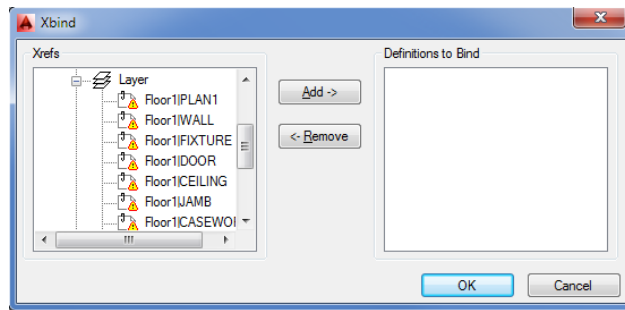 Xbind
Xrefs
Layer
Floor1|PLAN1
Floor1|WALL
Floor1|FIXTURE
Floor1|DOOR
Floor1|CEILING
Floor1|JAMB
Floor1|CASEWO
Add ->
<- Remove
Definitions to Bind
OK
Cancel